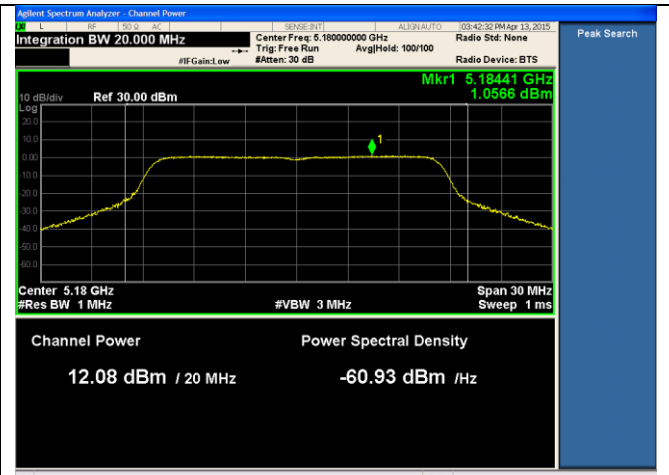 Agilent Spectrum Analyzer - Channel Power
L RF 50 Ω AC SENSE:INT ALIGN AUTO 03:42:32 PM Apr 13, 2015
Integration BW 20.000 MHz Center Freq: 5.180000000 GHz Radio Std: None
Trig: Free Run Avg|Hold: 100/100
#IFGain:Low #Atten: 30 dB Radio Device: BTS
Peak Search
Mkr1 5.18441 GHz
10 dB/div Ref 30.00 dBm 1.0566 dBm
Log
20.0
10.0
1
0.00
-10.0
-20.0
-30.0
-40.0
-50.0
-60.0
Center 5.18 GHz Span 30 MHz
#Res BW 1 MHz #VBW 3 MHz Sweep 1 ms
Channel Power Power Spectral Density
12.08 dBm / 20 MHz -60.93 dBm /Hz